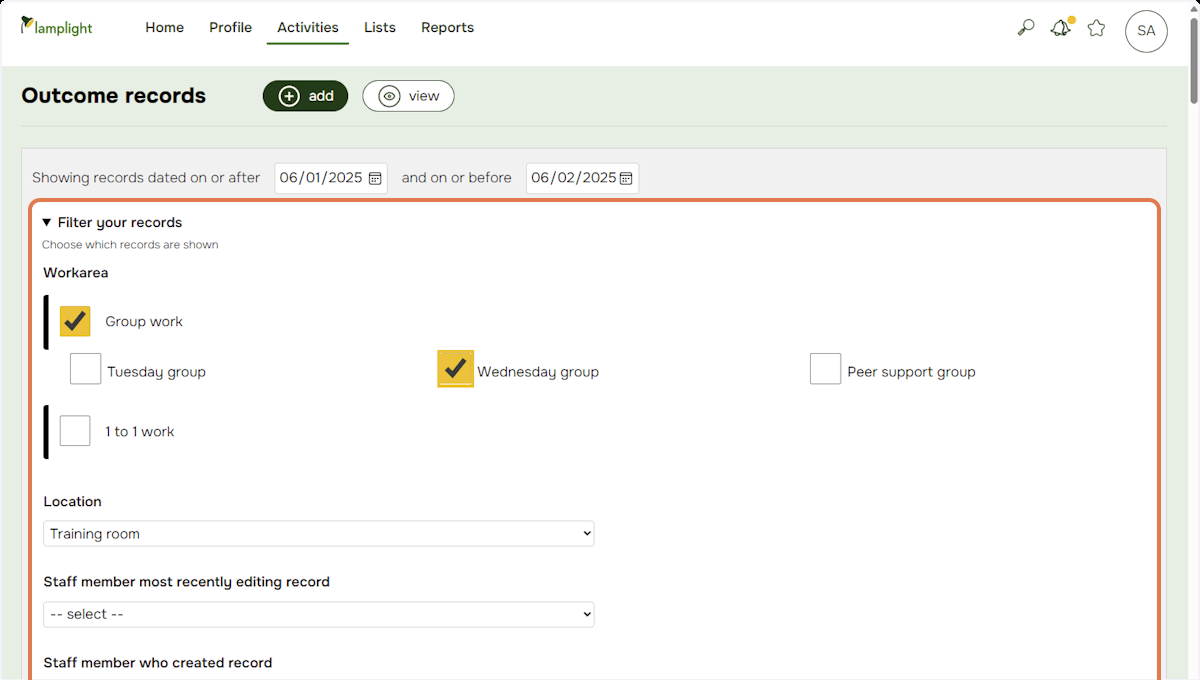 lamplight Home Profile Activities Lists Reports SA
Outcome records add view
Showing records dated on or after 06/01/2025 and on or before 06/02/2025
▼ Filter your records
Choose which records are shown
Workarea
Group work
Tuesday group Wednesday group Peer support group
1 to 1 work
Location
Training room
Staff member most recently editing record
-- select --
Staff member who created record